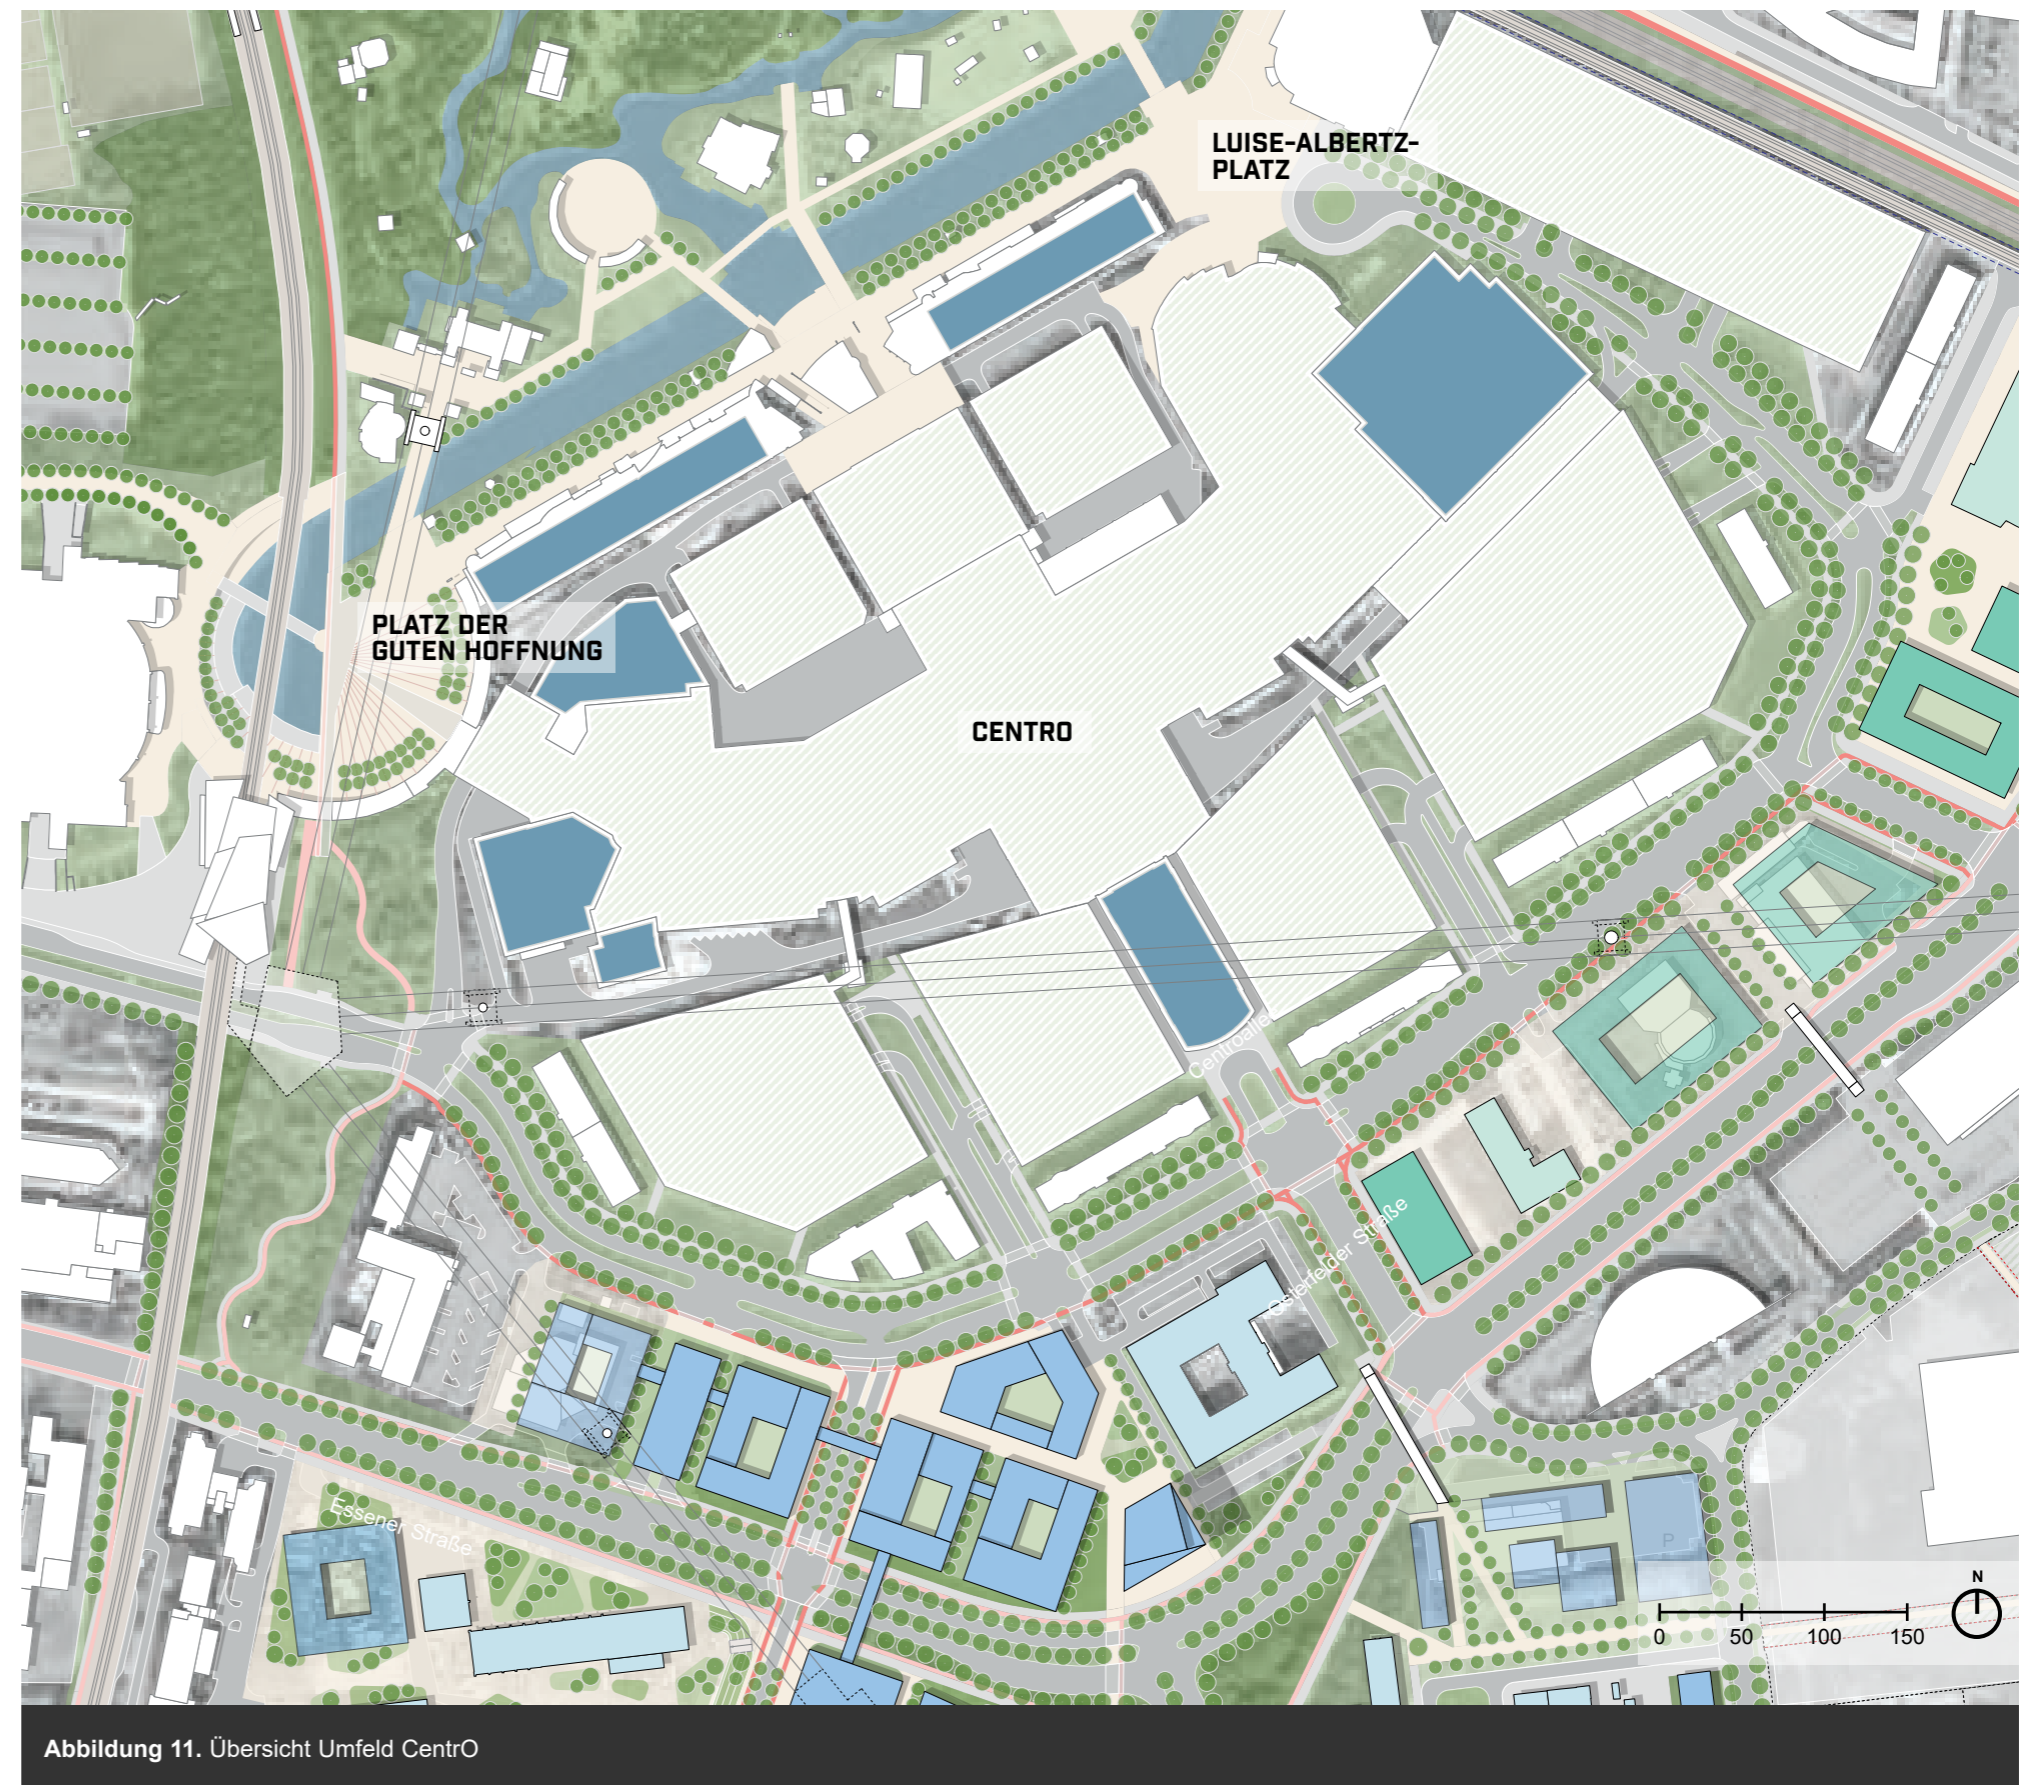 LUISE-ALBERTZ-
PLATZ
PLATZ DER
GUTEN HOFFNUNG
CENTRO
Centroallee
Osterfelder Straße
Essener Straße
P
N
0 50 100 150
Abbildung 11. Übersicht Umfeld CentrO